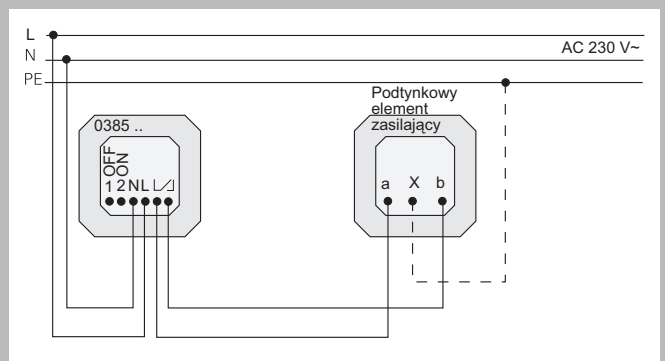 L
N
AC 230 V~
PE
Podtynkowy
element
zasilający
0385 ..
OFF
ON
1 2 N L
a X b